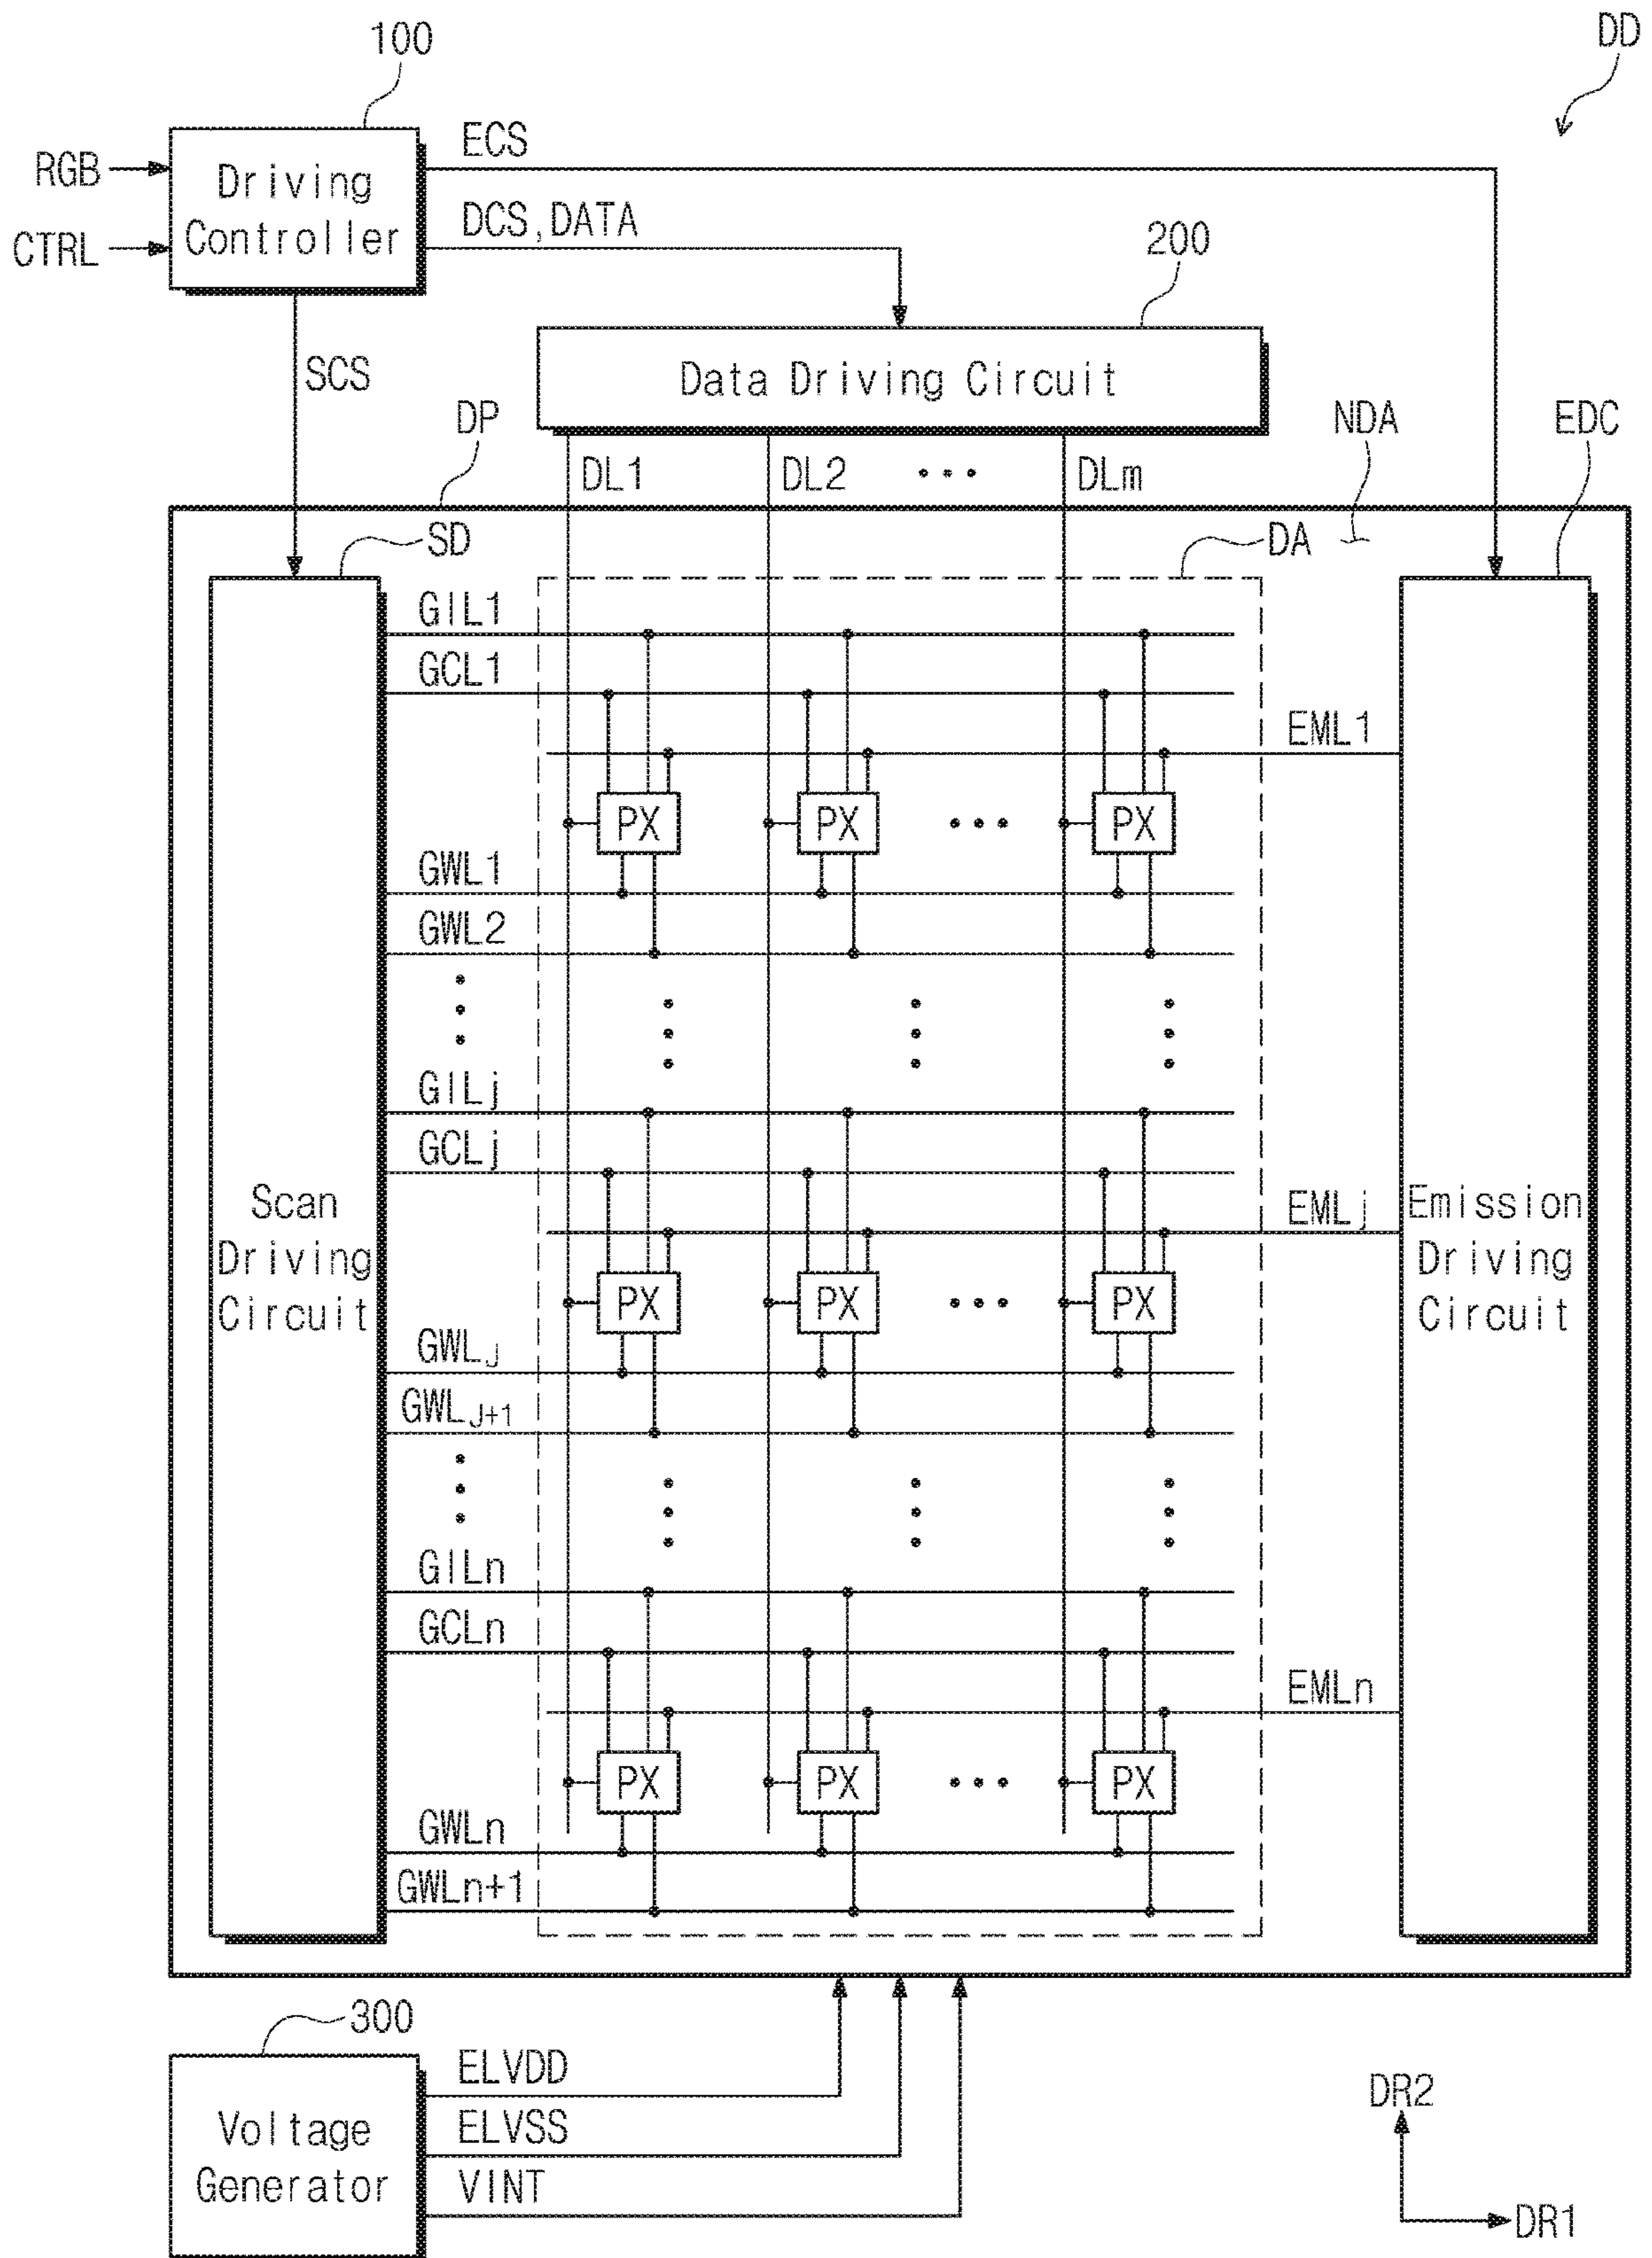 DD
100
RGB
CTRL
Driving
Controller
ECS
DCS,DATA
SCS
200
Data Driving Circuit
DP
NDA
EDC
DL1
DL2
DLm
SD
DA
GIL1
GCL1
EML1
PX
PX
PX
GWL1
GWL2
GILj
GCLj
EMLj
Scan
Driving
Circuit
Emission
Driving
Circuit
PX
PX
PX
GWLj
GWLJ+1
GILn
GCLn
EMLn
PX
PX
PX
GWLn
GWLn+1
300
Voltage
Generator
ELVDD
ELVSS
VINT
DR2
DR1